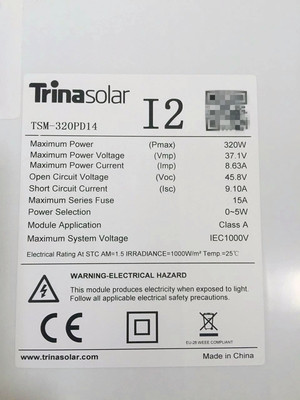 Trinasolar
TSM-320PD14
I2
Maximum Power (Pmax) 320W
Maximum Power Voltage (Vmp) 37.1V
Maximum Power Current (Imp) 8.63A
Open Circuit Voltage (Voc) 45.8V
Short Circuit Current (Isc) 9.10A
Maximum Series Fuse 15A
Power Selection 0~5W
Module Application Class A
Maximum System Voltage IEC1000V
Electrical Rating At STC AM=1.5 IRRADIANCE=1000W/m² Temp.=25℃
WARNING-ELECTRICAL HAZARD
This module produces electricity when exposed to light.
Follow all applicable electrical safety precautions.
CE
EU-28 WEEE COMPLIANT
www.trinasolar.com Made in China